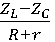 Z_L - Z_C
R + r